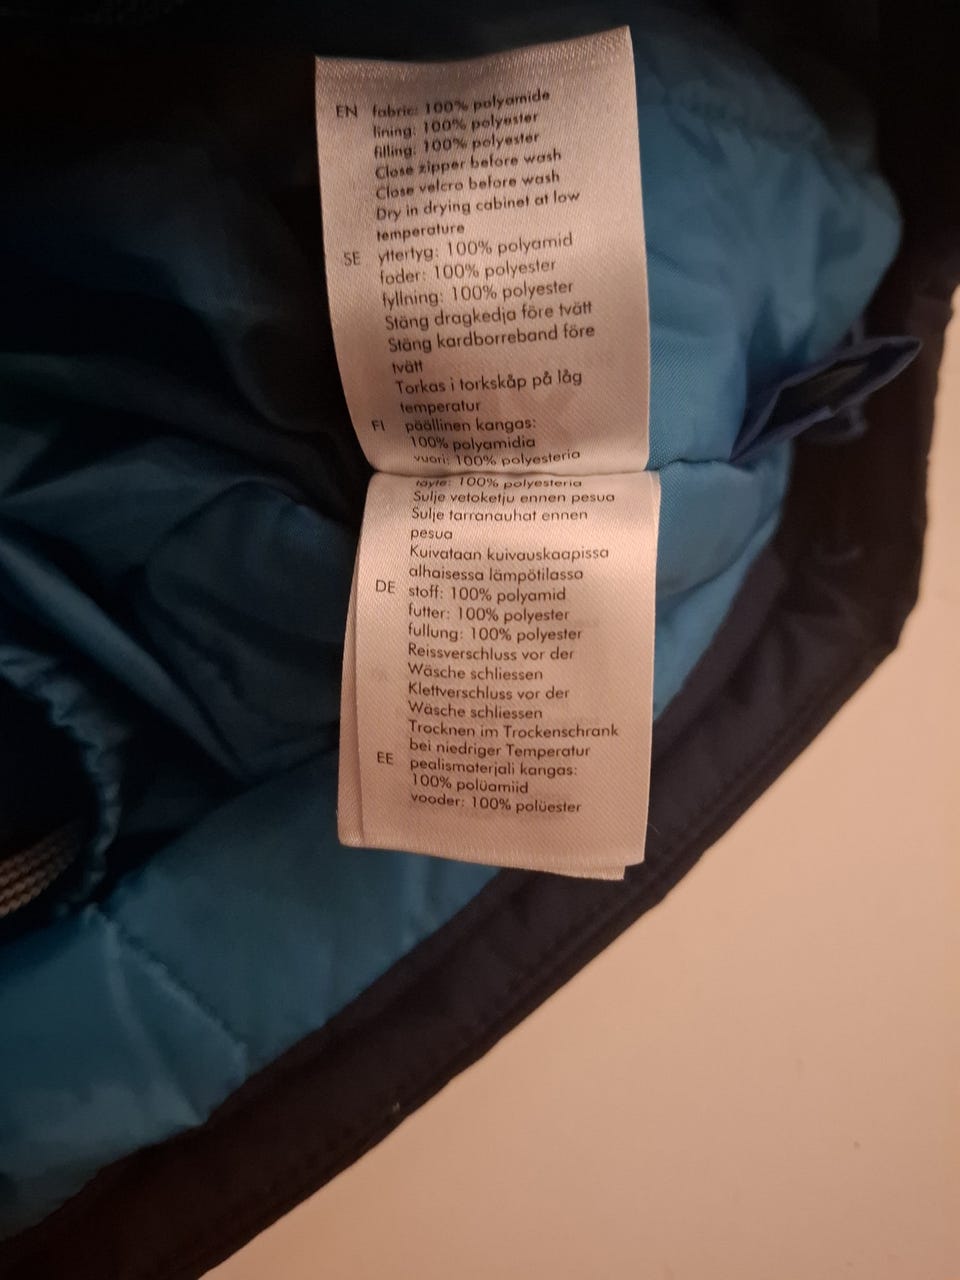 EN fabric: 100% polyamide
lining: 100% polyester
filling: 100% polyester
Close zipper before wash
Close velcro before wash
Dry in drying cabinet at low
temperature
SE yttertyg: 100% polyamid
foder: 100% polyester
fyllning: 100% polyester
Stäng dragkedja före tvätt
Stäng kardborreband före
tvätt
Torkas i torkskåp på låg
temperatur
FI päällinen kangas:
100% polyamidia
vuori: 100% polyesteria
täyte: 100% polyesteria
Sulje vetoketju ennen pesua
Sulje tarranauhat ennen
pesua
Kuivataan kuivauskaapissa
alhaisessa lämpötilassa
DE stoff: 100% polyamid
futter: 100% polyester
fullung: 100% polyester
Reissverschluss vor der
Wäsche schliessen
Klettverschluss vor der
Wäsche schliessen
Trocknen im Trockenschrank
bei niedriger Temperatur
EE pealismaterjali kangas:
100% polüamiid
vooder: 100% polüester